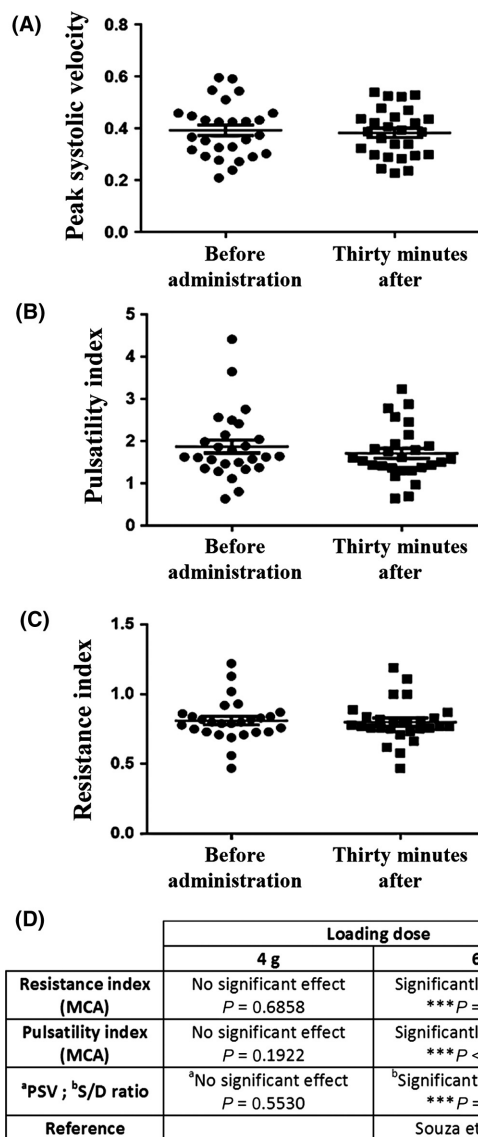 (A)
Peak systolic velocity
0.8
0.6
0.4
0.2
0.0
Before administration
Thirty minutes after
(B)
Pulsatility index
5
4
3
2
1
0
Before administration
Thirty minutes after
(C)
Resistance index
1.5
1.0
0.5
0.0
Before administration
Thirty minutes after
(D)
Loading dose
4 g
6
Resistance index (MCA)
No significant effect
P = 0.6858
Significantl
***P =
Pulsatility index (MCA)
No significant effect
P = 0.1922
Significantl
***P <
aPSV ; bS/D ratio
aNo significant effect
P = 0.5530
bSignificant
***P =
Reference
Souza et